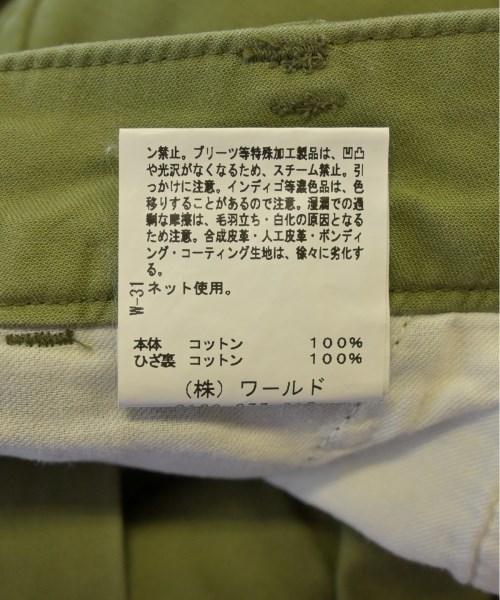 ン禁止。プリーツ等特殊加工製品は、凹凸
や光沢がなくなるため、スチーム禁止。引
っかけに注意。インディゴ等濃色品は、色
移りすることがあるので注意。湿潤での過
剰な摩擦は、毛羽立ち・白化の原因となる
ため注意。合成皮革・人工皮革・ボンディ
ング・コーティング生地は、徐々に劣化す
る。
ネット使用。
W-31
本体 コットン 100%
ひざ裏 コットン 100%
(株) ワールド